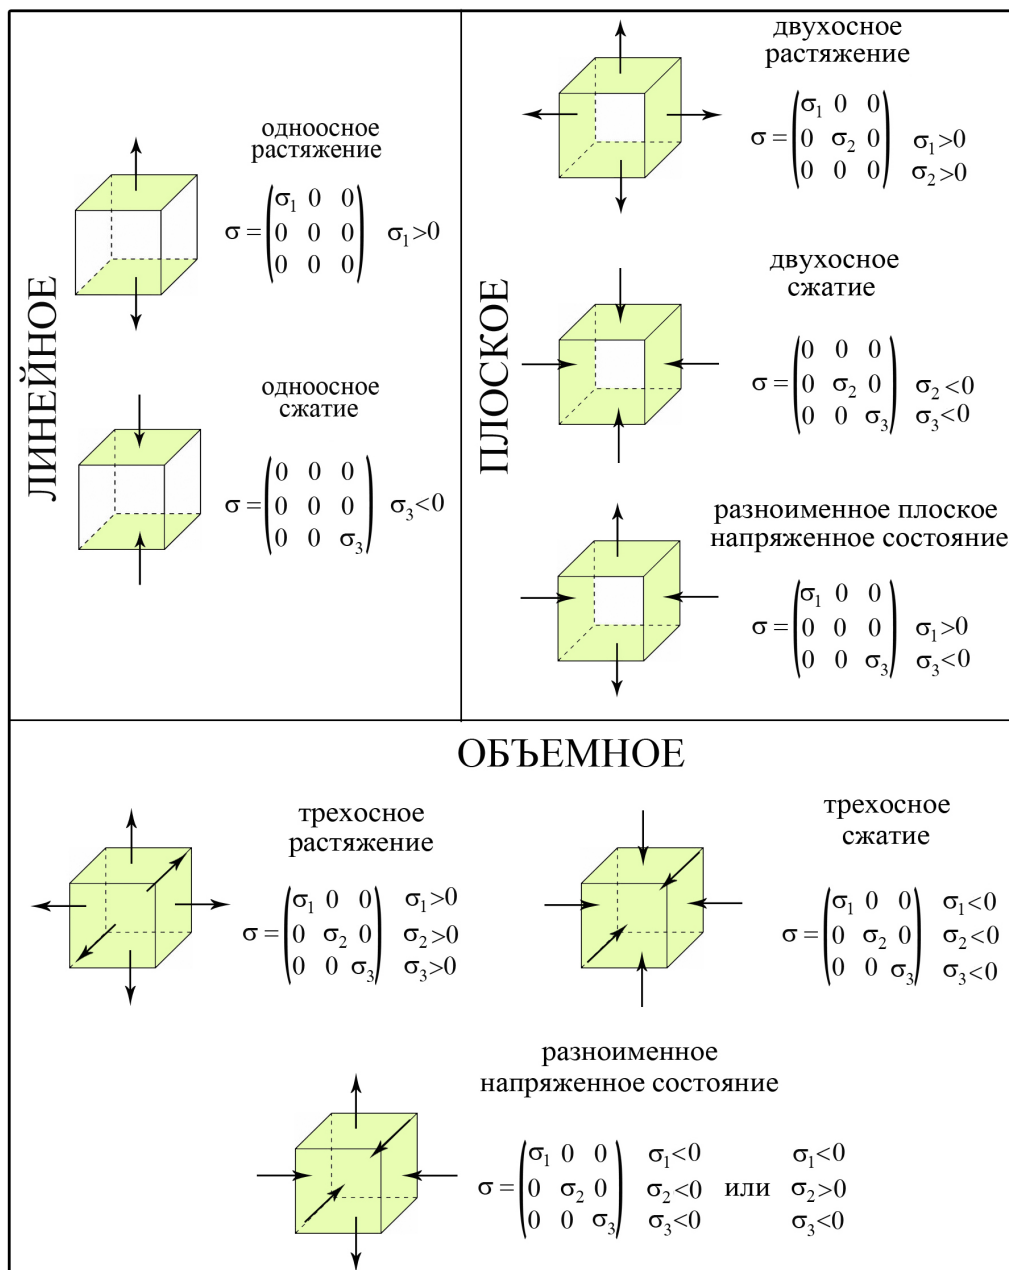 ЛИНЕЙНОЕ
одноосное
растяжение
σ = (σ₁ 0 0
0 0 0
0 0 0) σ₁>0
одноосное
сжатие
σ = (0 0 0
0 0 0
0 0 σ₃) σ₃<0
ПЛОСКОЕ
двухосное
растяжение
σ = (σ₁ 0 0
0 σ₂ 0 σ₁>0
0 0 0) σ₂>0
двухосное
сжатие
σ = (0 0 0
0 σ₂ 0 σ₂<0
0 0 σ₃) σ₃<0
разноименное плоское
напряженное состояние
σ = (σ₁ 0 0
0 0 0 σ₁>0
0 0 σ₃) σ₃<0
ОБЪЕМНОЕ
трехосное
растяжение
σ = (σ₁ 0 0 σ₁>0
0 σ₂ 0 σ₂>0
0 0 σ₃) σ₃>0
трехосное
сжатие
σ = (σ₁ 0 0 σ₁<0
0 σ₂ 0 σ₂<0
0 0 σ₃) σ₃<0
разноименное
напряженное состояние
σ = (σ₁ 0 0 σ₁<0 σ₁<0
0 σ₂ 0 σ₂<0 или σ₂>0
0 0 σ₃) σ₃<0 σ₃<0